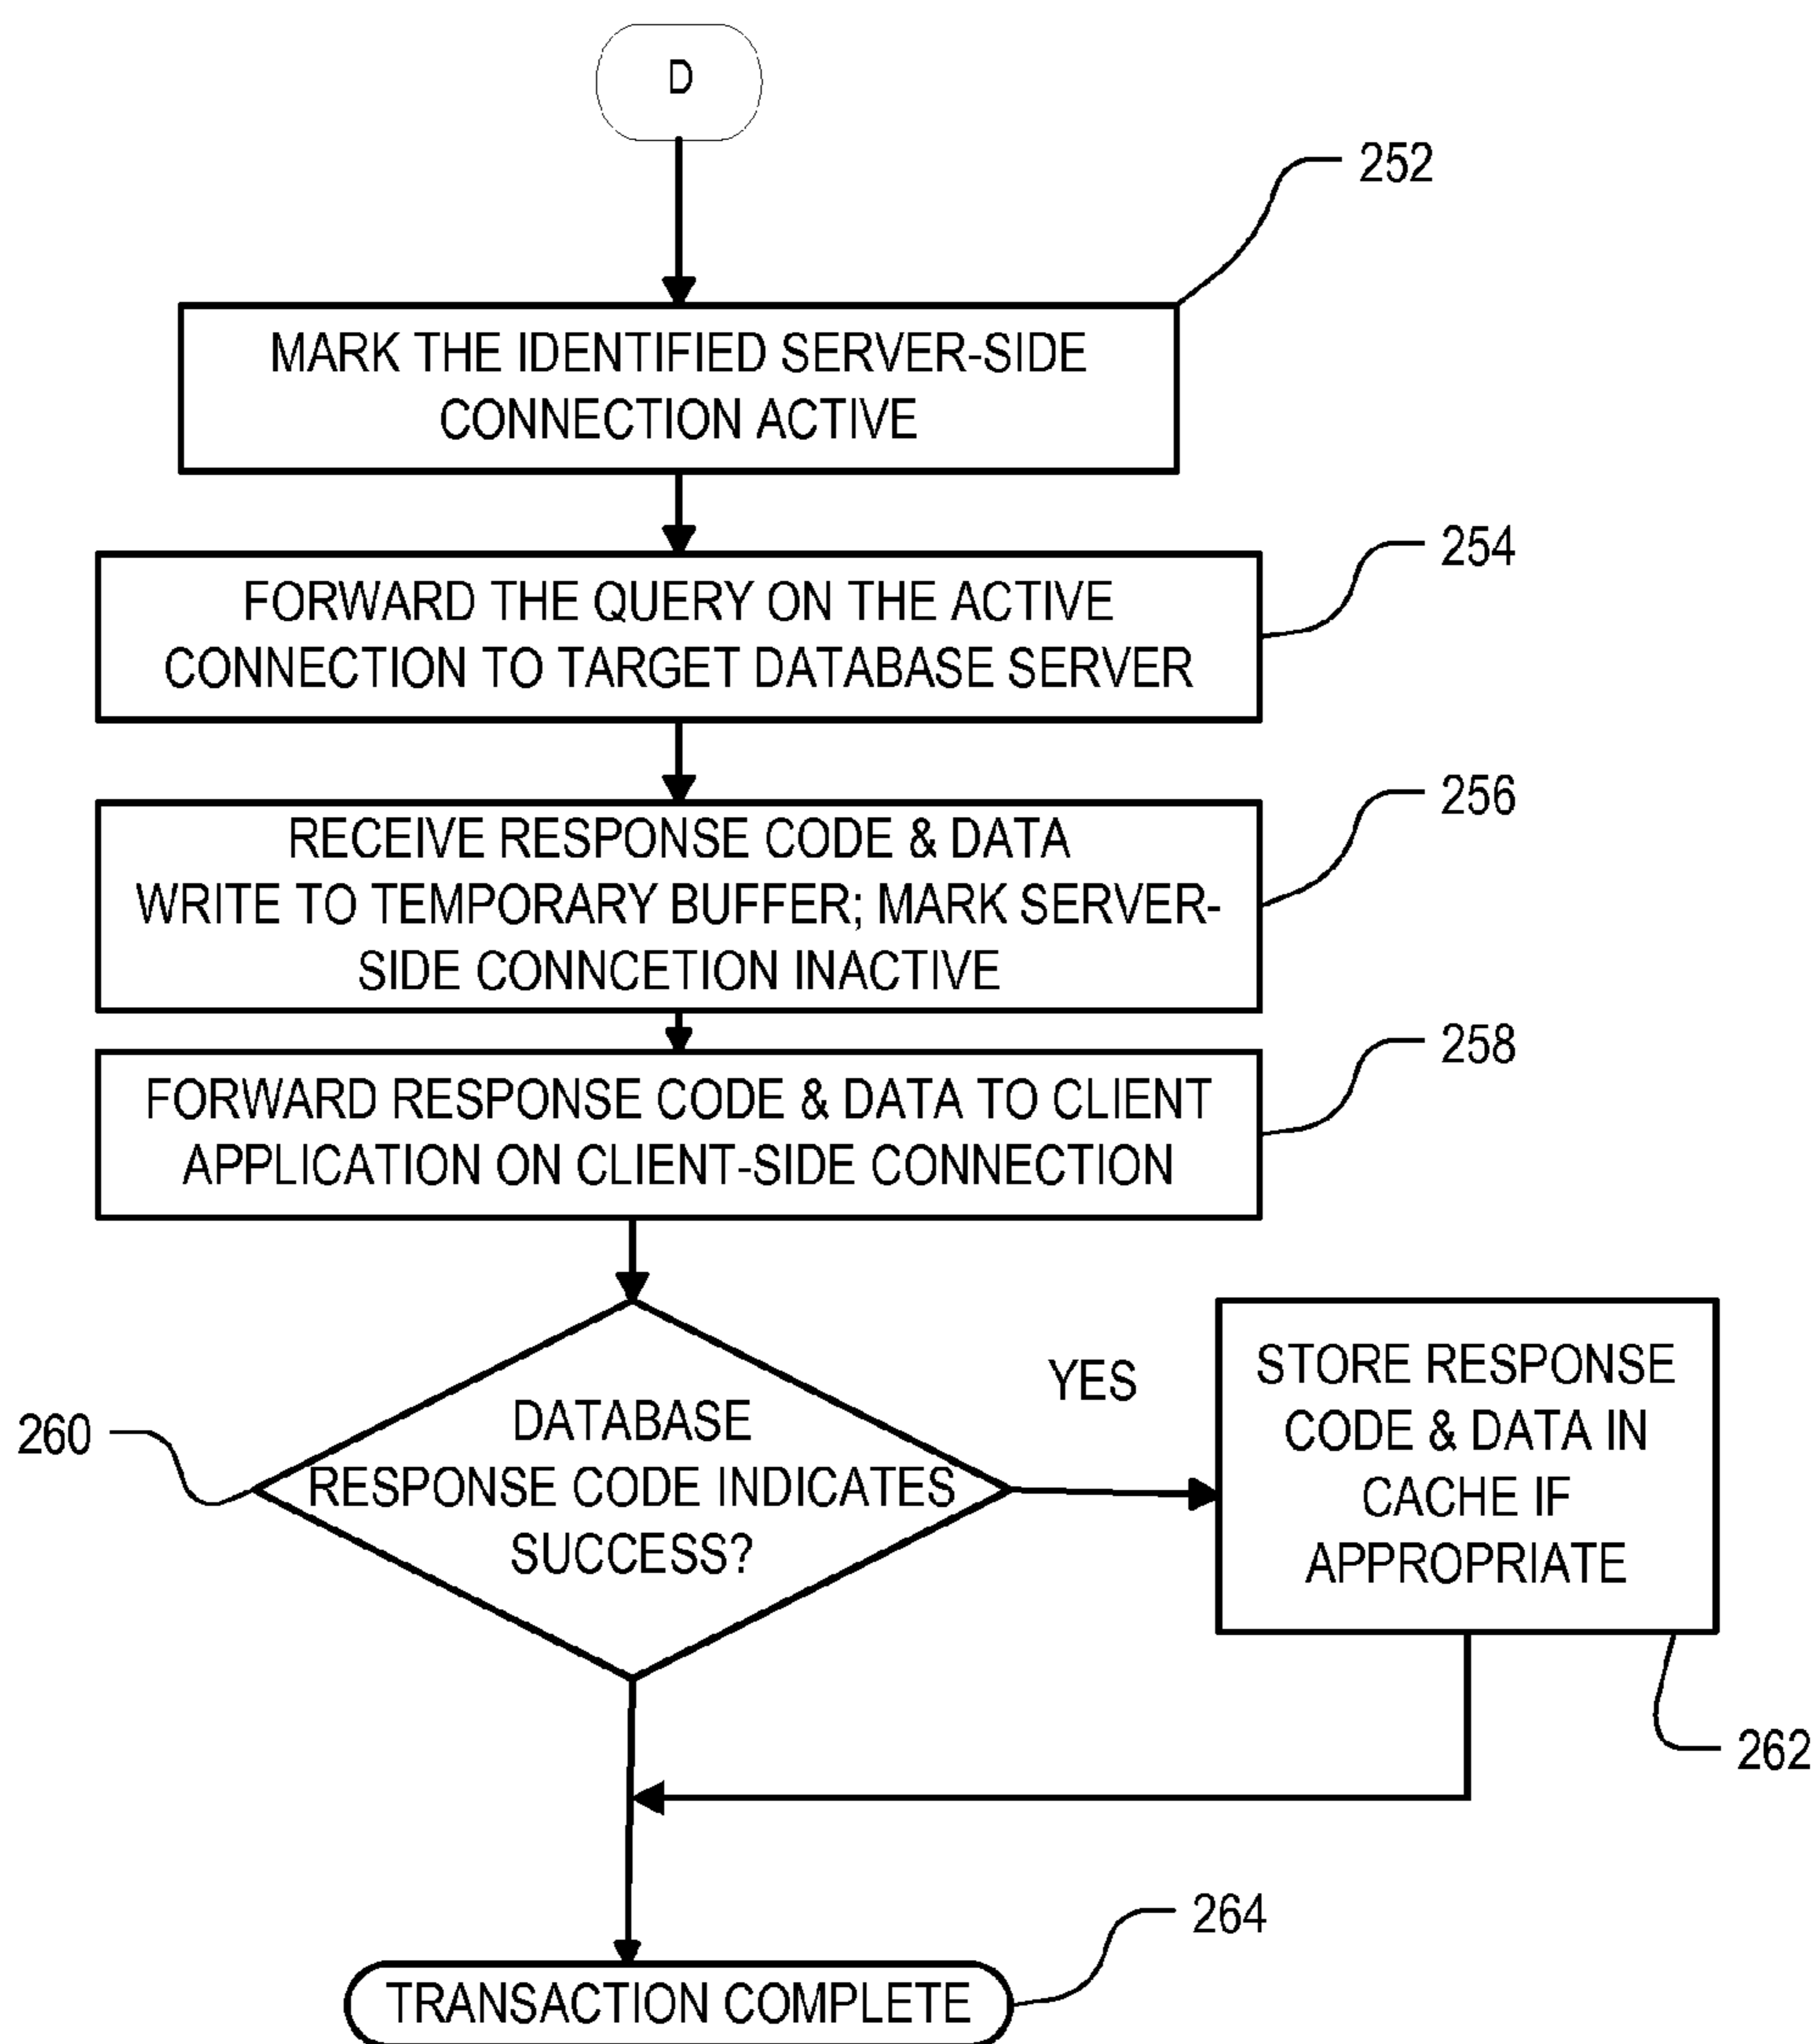 D
252
MARK THE IDENTIFIED SERVER-SIDE
CONNECTION ACTIVE
254
FORWARD THE QUERY ON THE ACTIVE
CONNECTION TO TARGET DATABASE SERVER
256
RECEIVE RESPONSE CODE & DATA
WRITE TO TEMPORARY BUFFER; MARK SERVER-
SIDE CONNCETION INACTIVE
258
FORWARD RESPONSE CODE & DATA TO CLIENT
APPLICATION ON CLIENT-SIDE CONNECTION
260
DATABASE
RESPONSE CODE INDICATES
SUCCESS?
YES
STORE RESPONSE
CODE & DATA IN
CACHE IF
APPROPRIATE
262
264
TRANSACTION COMPLETE